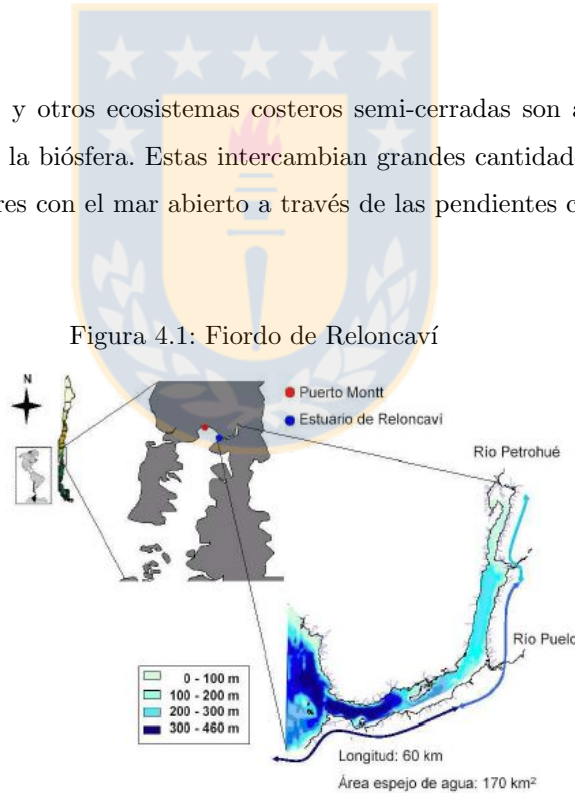 y otros ecosistemas costeros semi-cerradas son a
la biósfera. Estas intercambian grandes cantidad
res con el mar abierto a través de las pendientes c
Figura 4.1: Fiordo de Reloncaví
N
Puerto Montt
Estuario de Reloncaví
Río Petrohué
Río Puelo
0 - 100 m
100 - 200 m
200 - 300 m
300 - 460 m
Longitud: 60 km
Área espejo de agua: 170 km²